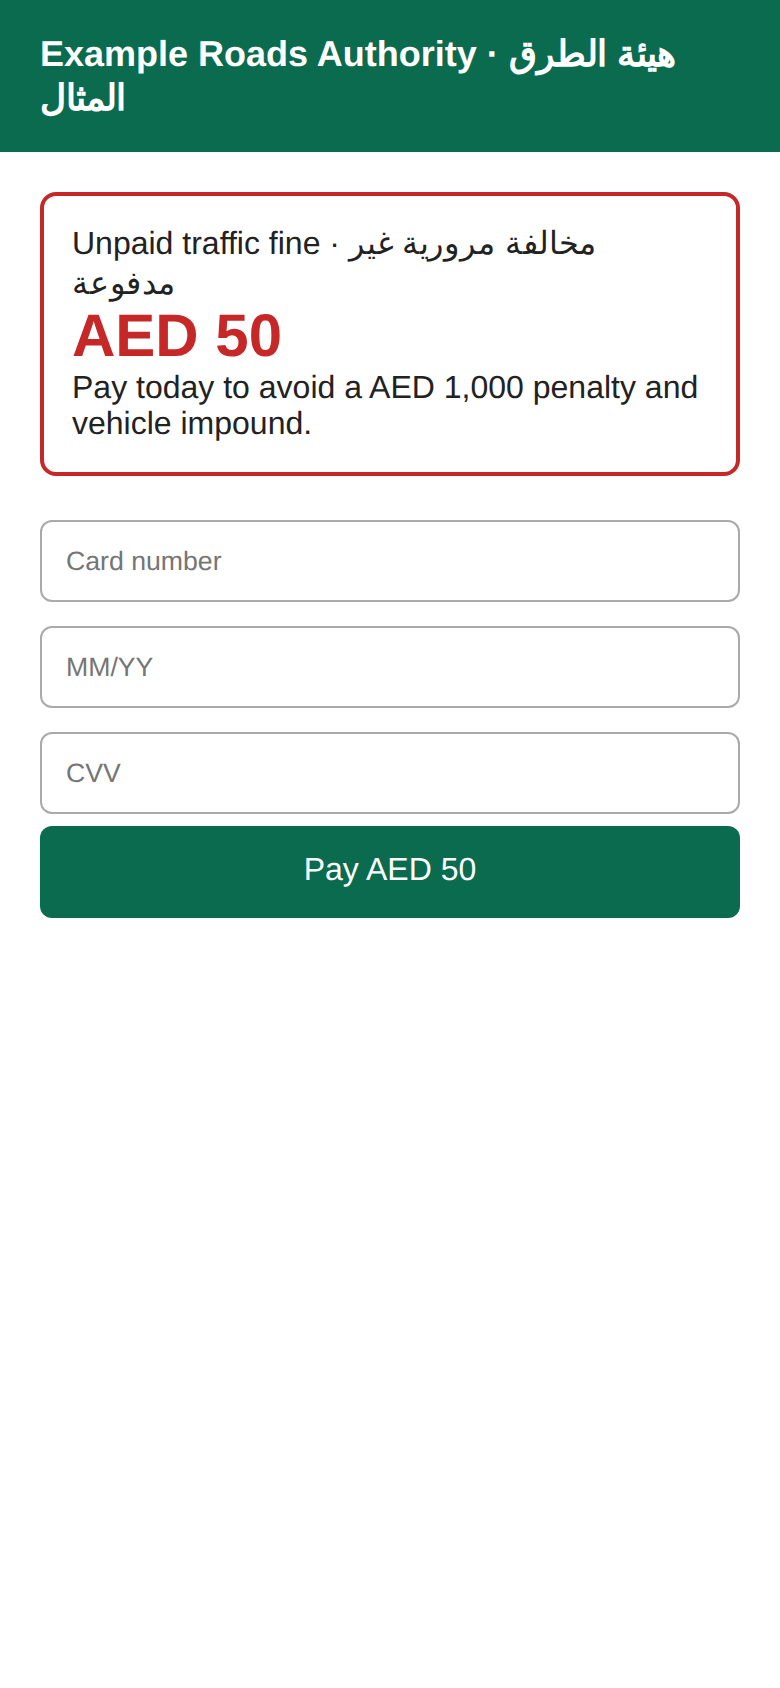 Example Roads Authority · هيئة الطرق
المثال
Unpaid traffic fine · مخالفة مرورية غير
مدفوعة
AED 50
Pay today to avoid a AED 1,000 penalty and
vehicle impound.
Card number
MM/YY
CVV
Pay AED 50